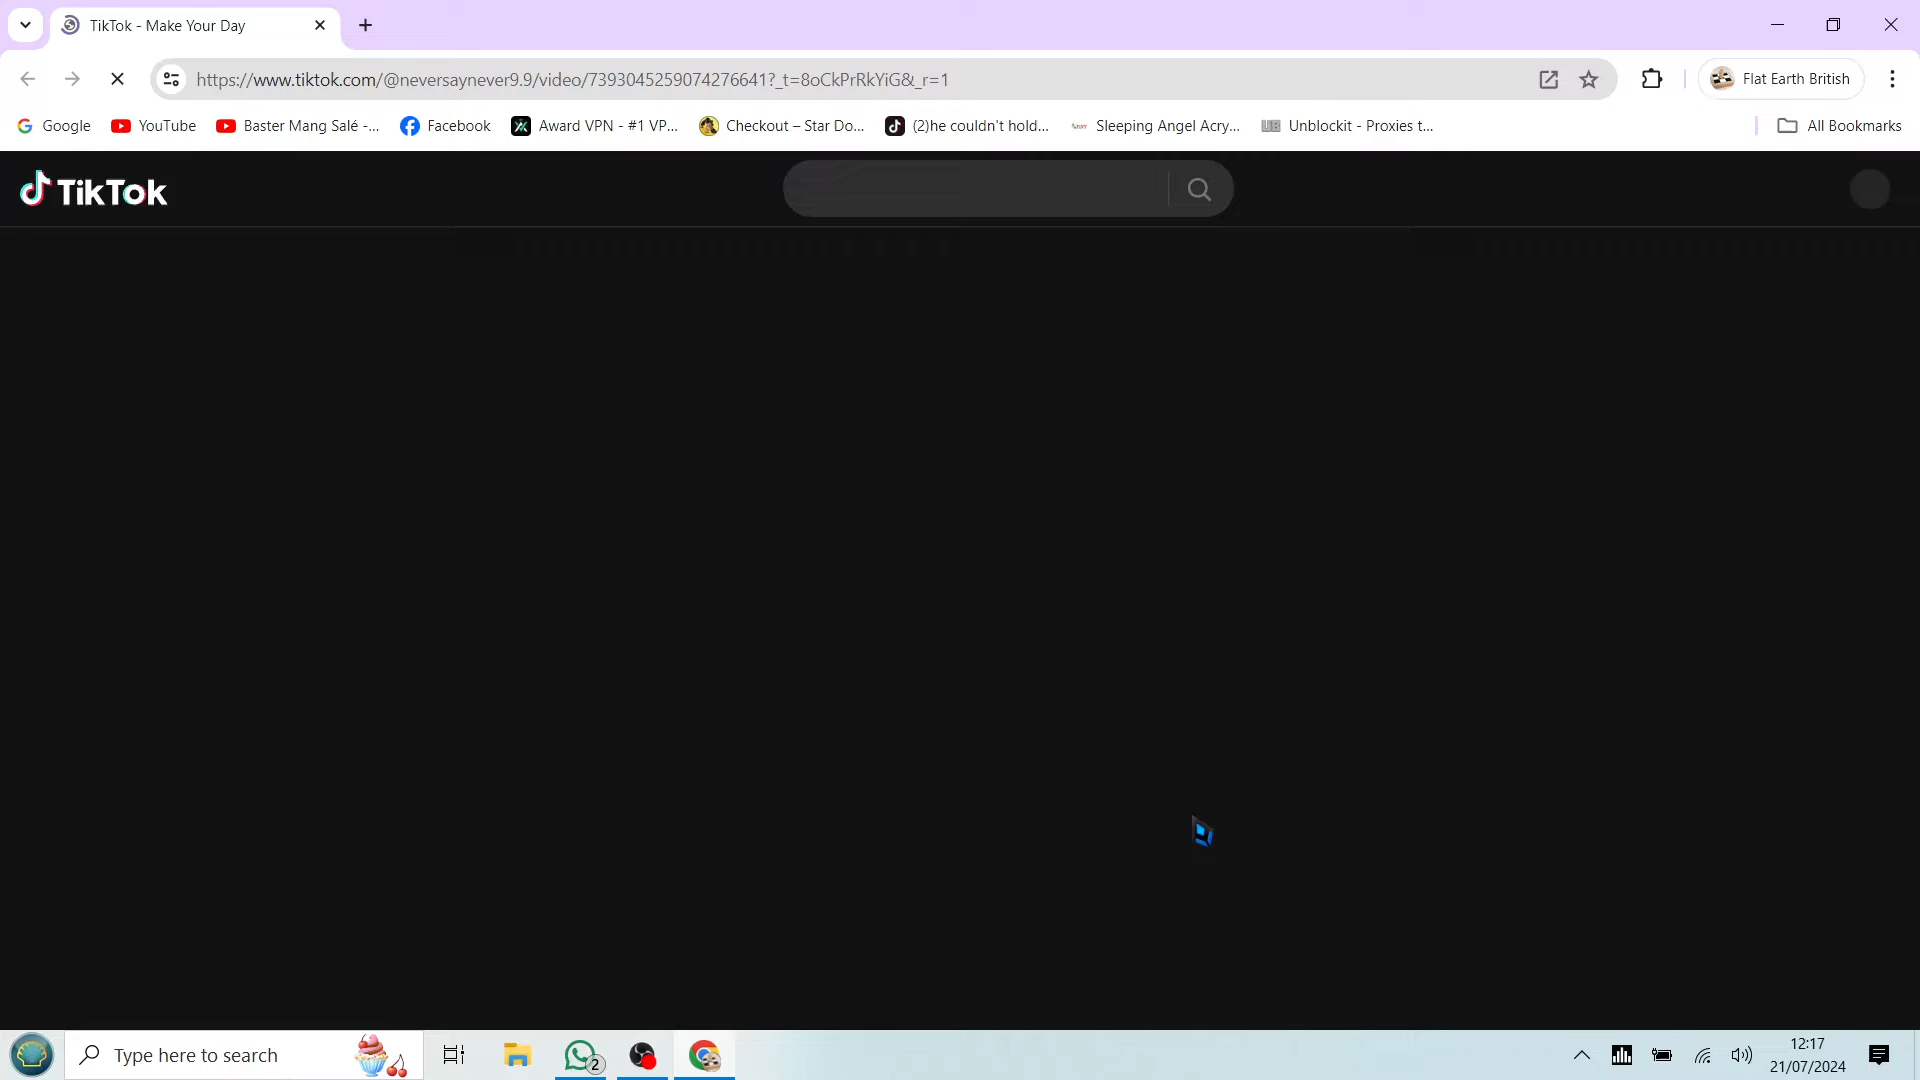 TikTok - Make Your Day
https://www.tiktok.com/@neversaynever9.9/video/7393045259074276641?_t=8oCkPrRkYiG&_r=1
Flat Earth British
Google
YouTube
Baster Mang Salé -...
Facebook
Award VPN - #1 VP...
Checkout – Star Do...
(2)he couldn't hold...
Sleeping Angel Acry...
UB
Unblockit - Proxies t...
All Bookmarks
TikTok
Type here to search
2
12:17
21/07/2024